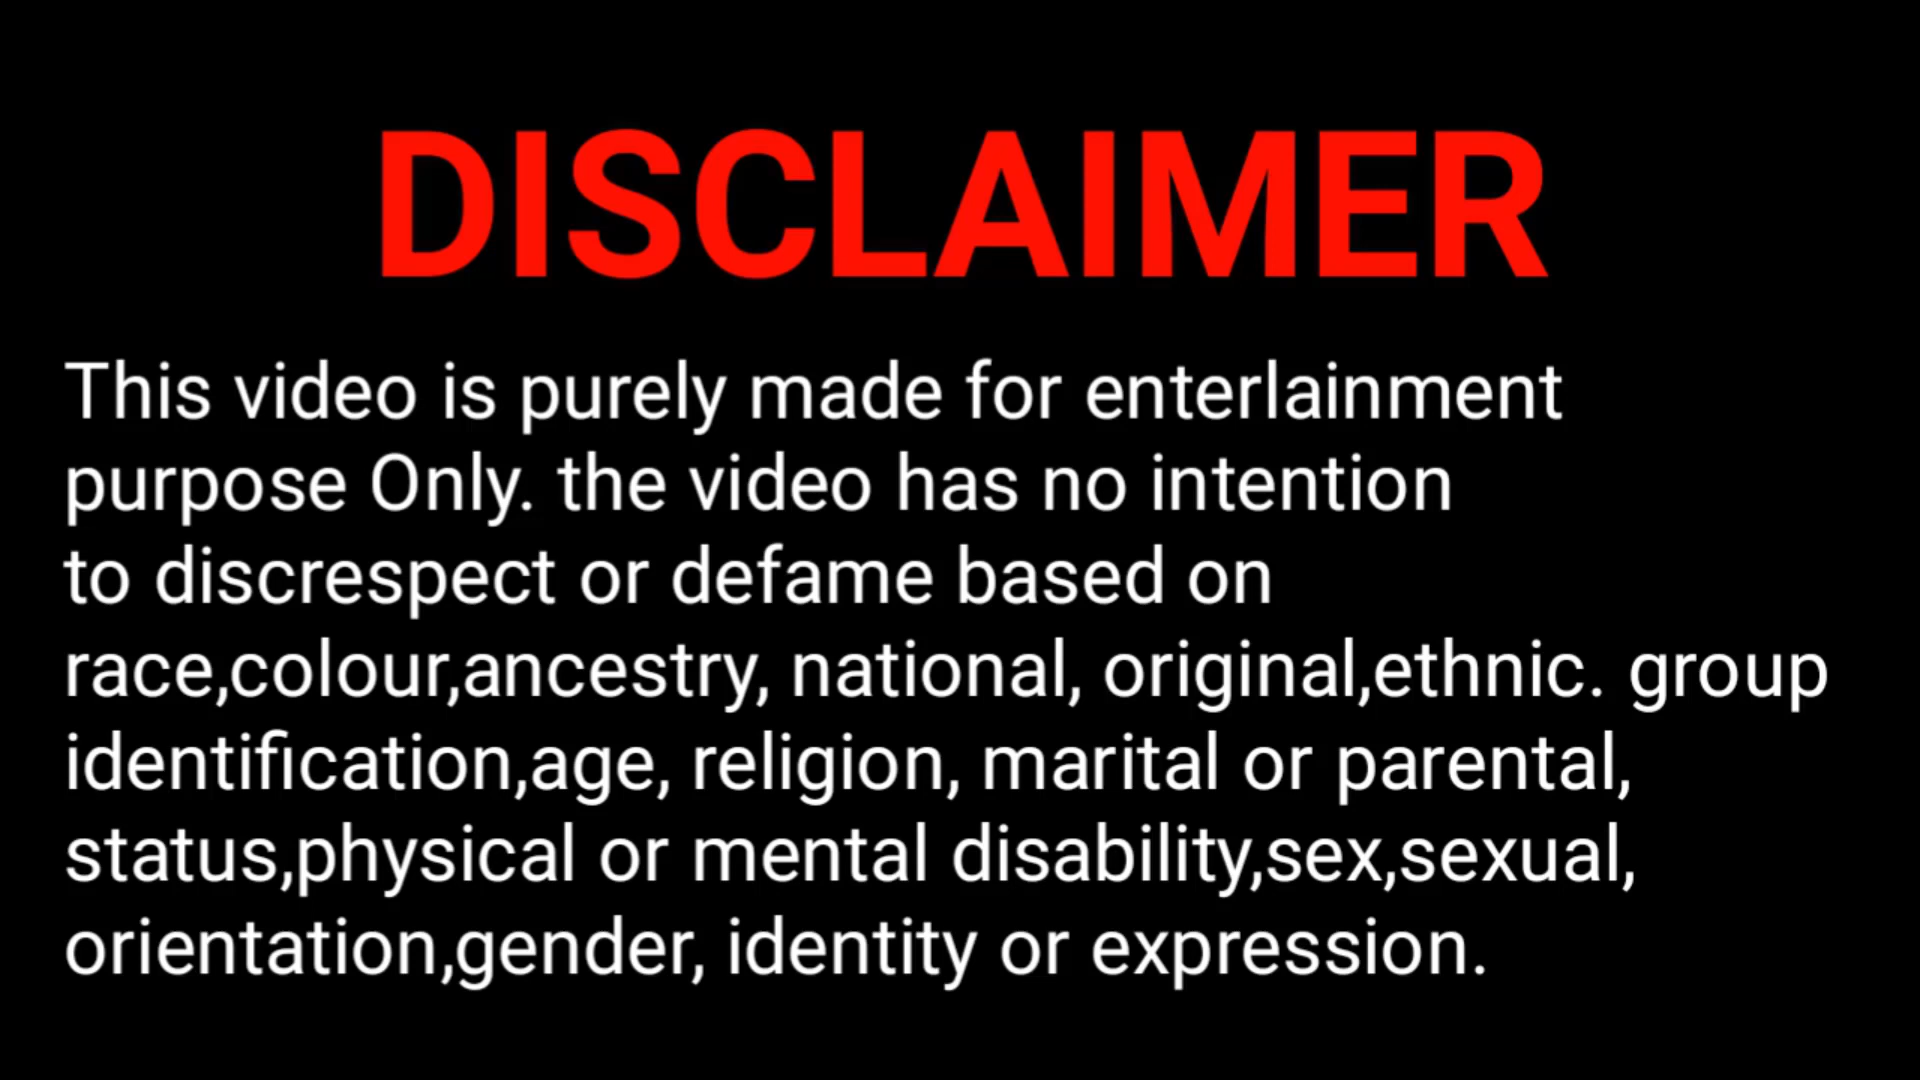 DISCLAIMER
This video is purely made for enterlainment
purpose Only. the video has no intention
to discrespect or defame based on
race,colour,ancestry, national, original,ethnic. group
identification,age, religion, marital or parental,
status,physical or mental disability,sex,sexual,
orientation,gender, identity or expression.